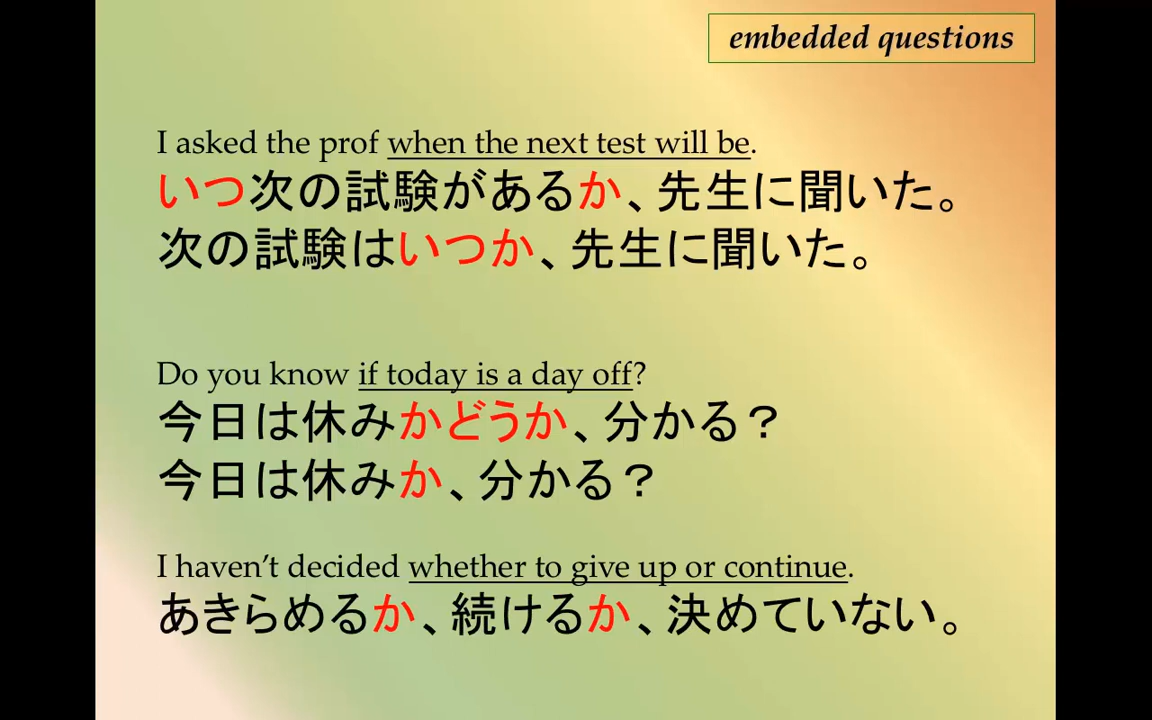 embedded questions
I asked the prof when the next test will be.
いつ次の試験があるか、先生に聞いた。
次の試験はいつか、先生に聞いた。
Do you know if today is a day off?
今日は休みかどうか、分かる？
今日は休みか、分かる？
I haven't decided whether to give up or continue.
あきらめるか、続けるか、決めていない。